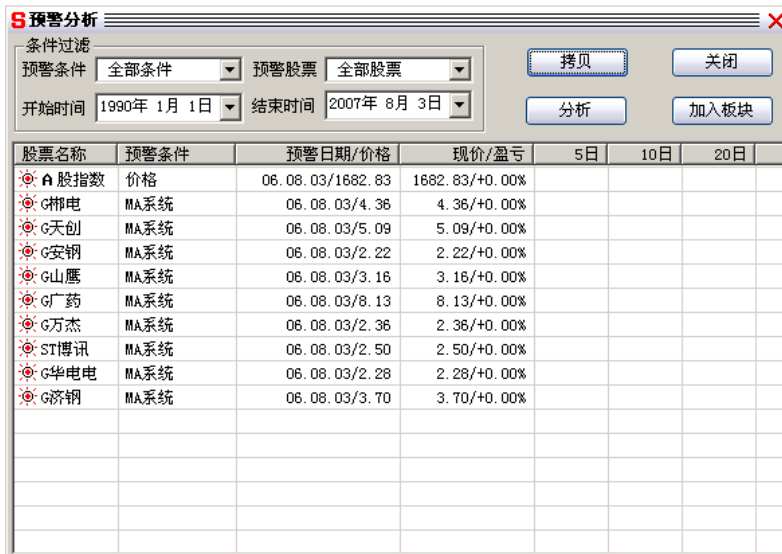 S预警分析
条件过滤
预警条件 全部条件 预警股票 全部股票 拷贝 关闭
开始时间 1990年 1月 1日 结束时间 2007年 8月 3日 分析 加入板块
股票名称 预警条件 预警日期/价格 现价/盈亏 5日 10日 20日
A股指数 价格 06.08.03/1682.83 1682.83/+0.00%
G郴电 MA系统 06.08.03/4.36 4.36/+0.00%
G天创 MA系统 06.08.03/5.09 5.09/+0.00%
G安钢 MA系统 06.08.03/2.22 2.22/+0.00%
G山鹰 MA系统 06.08.03/3.16 3.16/+0.00%
G广药 MA系统 06.08.03/8.13 8.13/+0.00%
G万杰 MA系统 06.08.03/2.36 2.36/+0.00%
ST博讯 MA系统 06.08.03/2.50 2.50/+0.00%
G华电电 MA系统 06.08.03/2.28 2.28/+0.00%
G济钢 MA系统 06.08.03/3.70 3.70/+0.00%